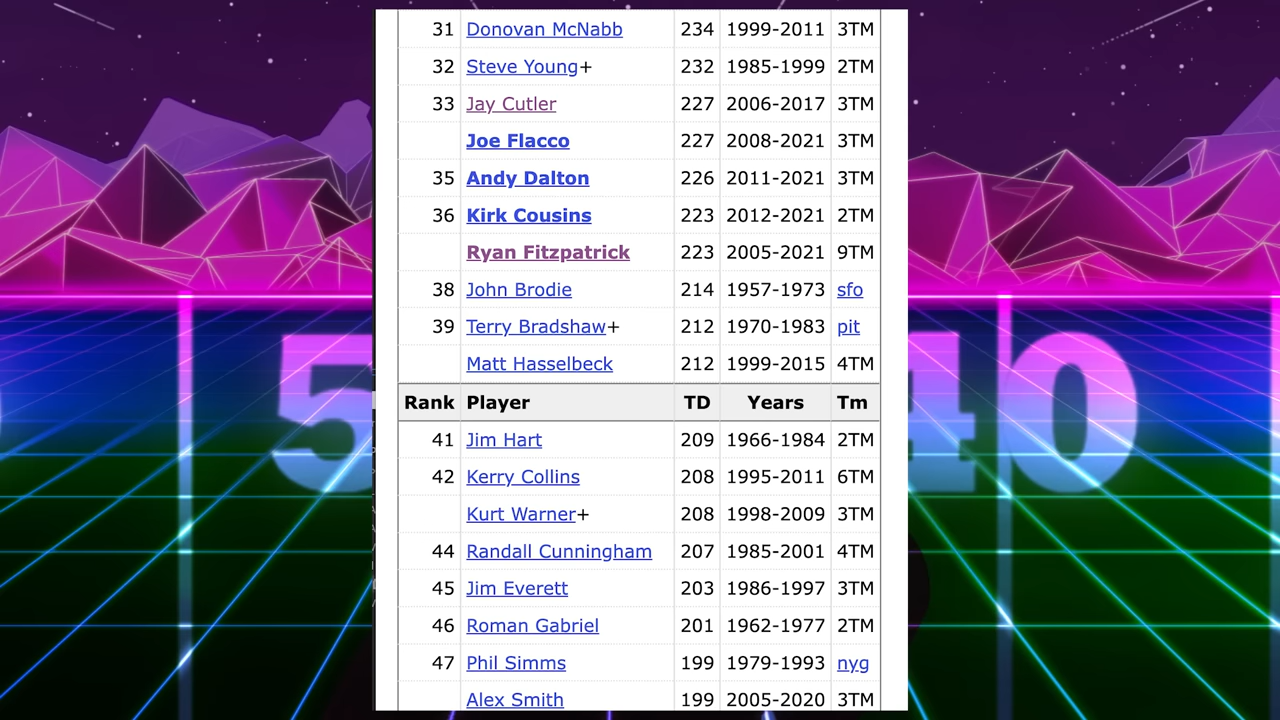 31 Donovan McNabb 234 1999-2011 3TM
32 Steve Young+ 232 1985-1999 2TM
33 Jay Cutler 227 2006-2017 3TM
Joe Flacco 227 2008-2021 3TM
35 Andy Dalton 226 2011-2021 3TM
36 Kirk Cousins 223 2012-2021 2TM
Ryan Fitzpatrick 223 2005-2021 9TM
38 John Brodie 214 1957-1973 sfo
39 Terry Bradshaw+ 212 1970-1983 pit
Matt Hasselbeck 212 1999-2015 4TM
Rank Player TD Years Tm
41 Jim Hart 209 1966-1984 2TM
42 Kerry Collins 208 1995-2011 6TM
Kurt Warner+ 208 1998-2009 3TM
44 Randall Cunningham 207 1985-2001 4TM
45 Jim Everett 203 1986-1997 3TM
46 Roman Gabriel 201 1962-1977 2TM
47 Phil Simms 199 1979-1993 nyg
Alex Smith 199 2005-2020 3TM
5
40